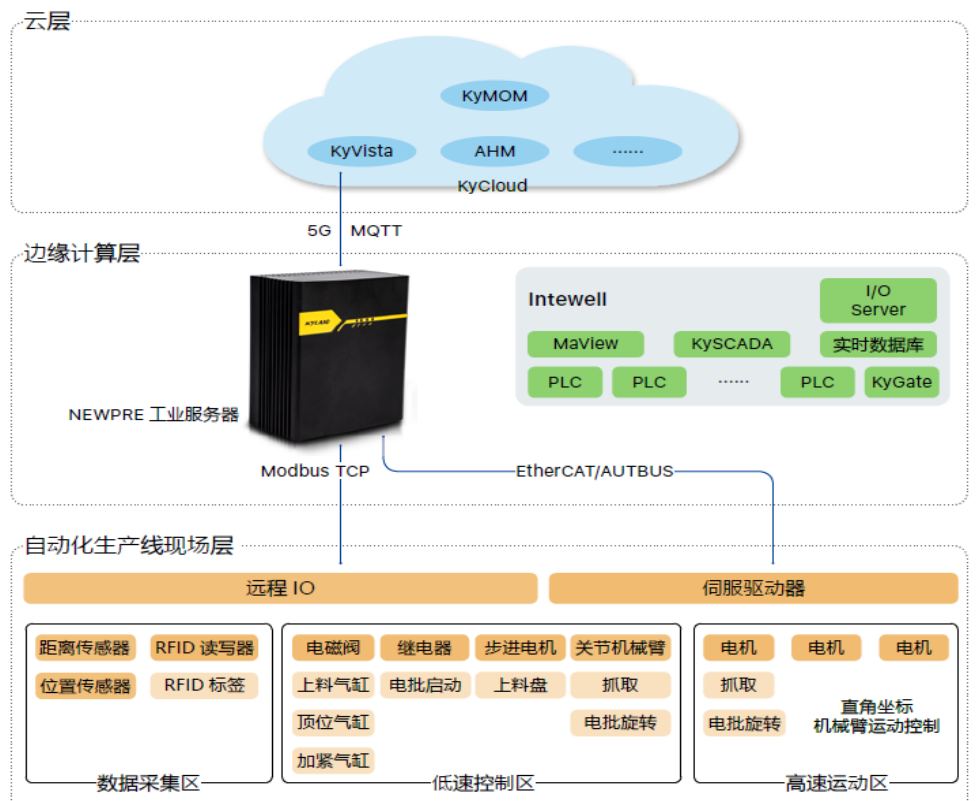 云层
KyMOM
KyVista
AHM
······
KyCloud
5G
MQTT
边缘计算层
KYLAND
NEWPRE 工业服务器
Intewell
I/O
Server
MaView
KySCADA
实时数据库
PLC
PLC
······
PLC
KyGate
Modbus TCP
EtherCAT/AUTBUS
自动化生产线现场层
远程 IO
伺服驱动器
距离传感器
RFID 读写器
位置传感器
RFID 标签
数据采集区
电磁阀
继电器
步进电机
关节机械臂
上料气缸
电批启动
上料盘
抓取
顶位气缸
电批旋转
加紧气缸
低速控制区
电机
电机
电机
抓取
电批旋转
直角坐标
机械臂运动控制
高速运动区